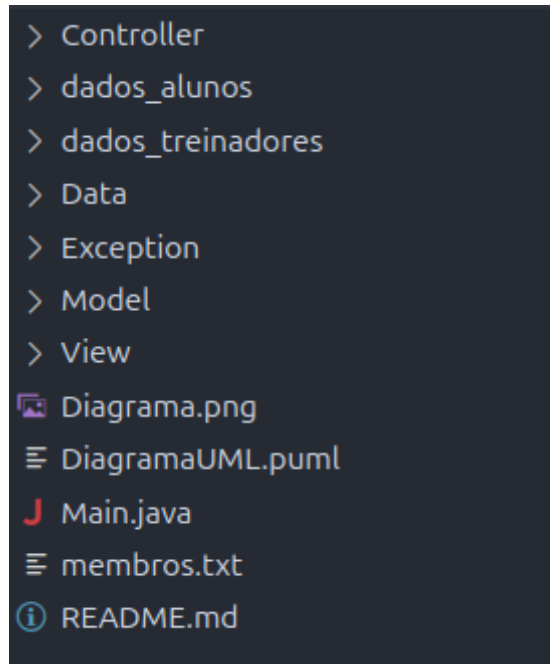 Controller
dados_alunos
dados_treinadores
Data
Exception
Model
View
Diagrama.png
DiagramaUML.puml
J Main.java
membros.txt
README.md